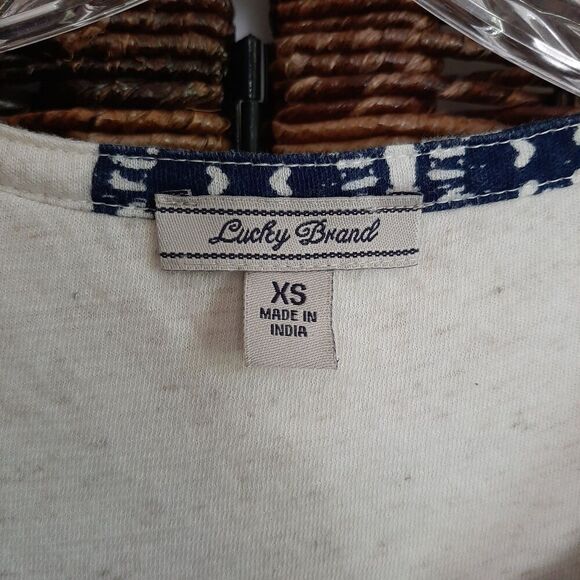 Lucky Brand
XS
MADE IN
INDIA